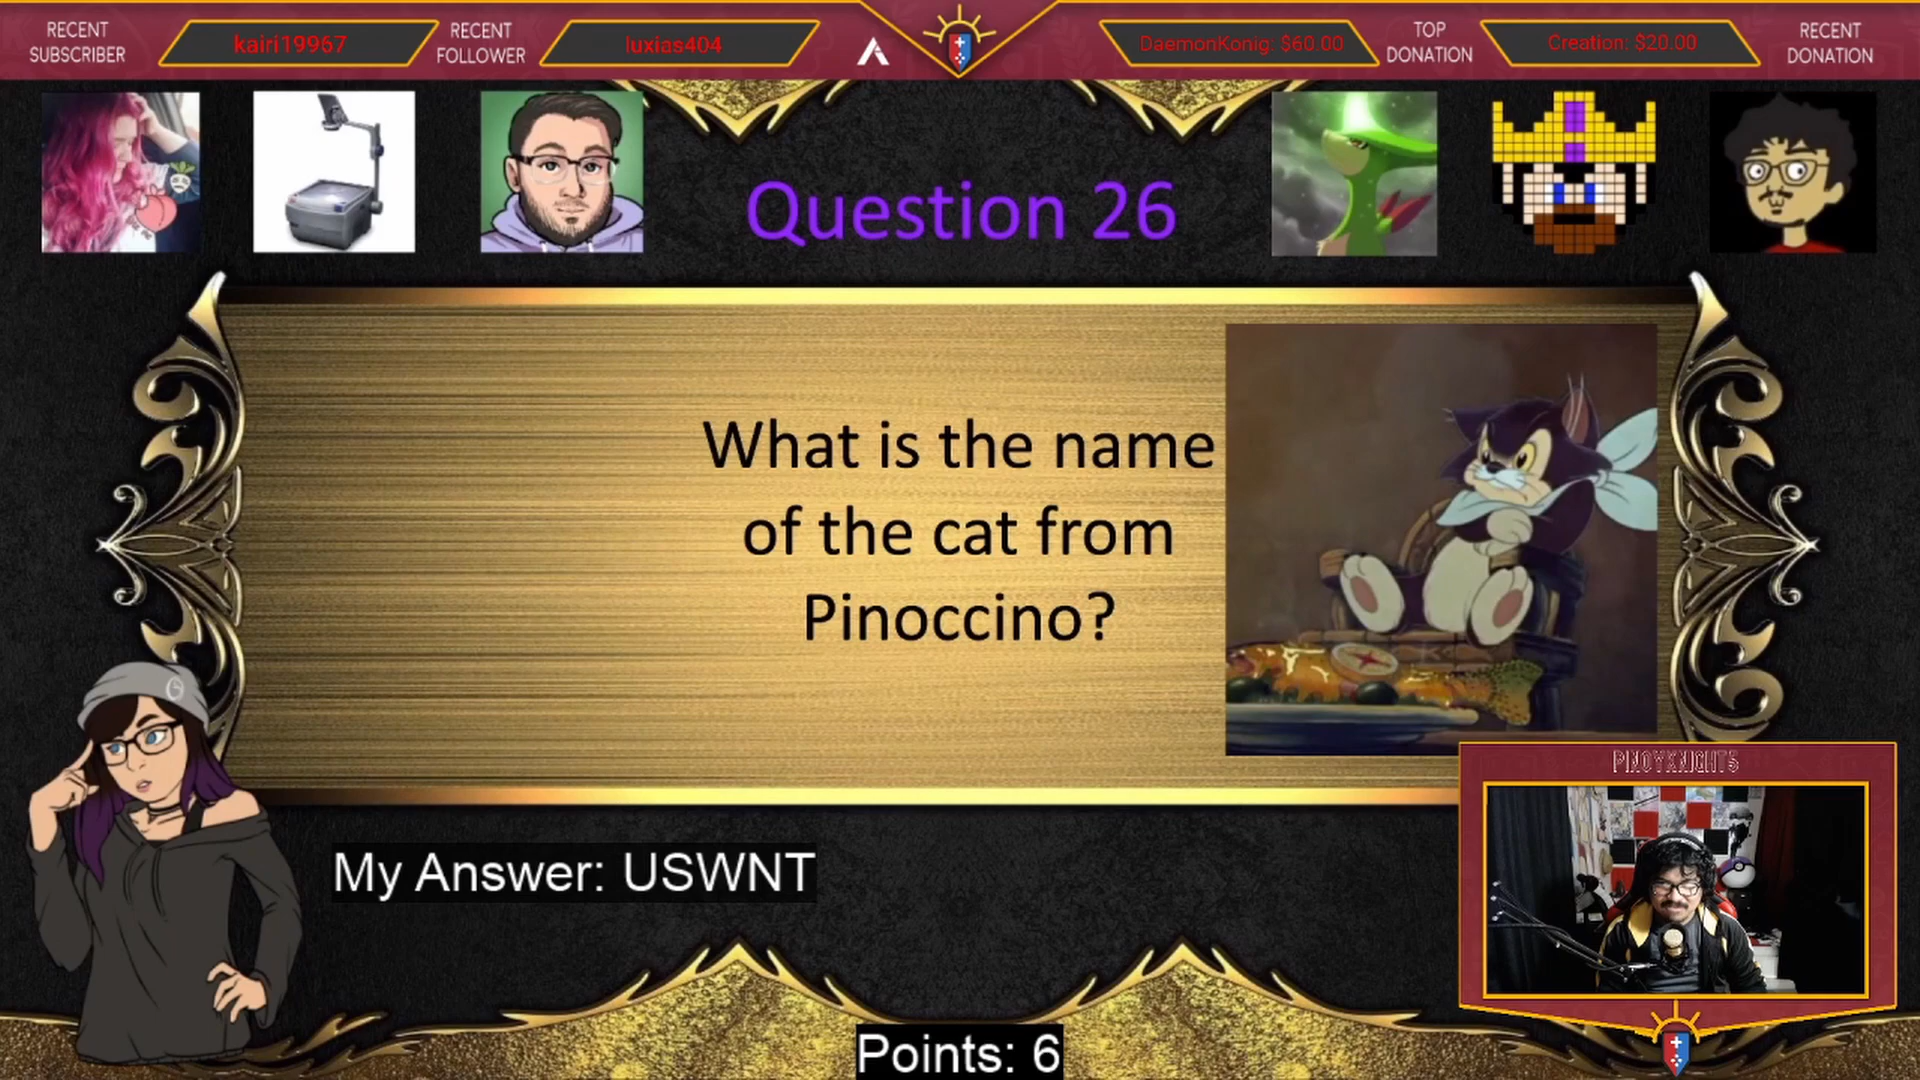 RECENT
SUBSCRIBER
kairi19967
RECENT
FOLLOWER
luxias404
DaemonKonig: $60.00
TOP
DONATION
Creation: $20.00
RECENT
DONATION
Question 26
What is the name
of the cat from
Pinoccino?
PINOYKNIGHTS
My Answer: USWNT
Points: 6